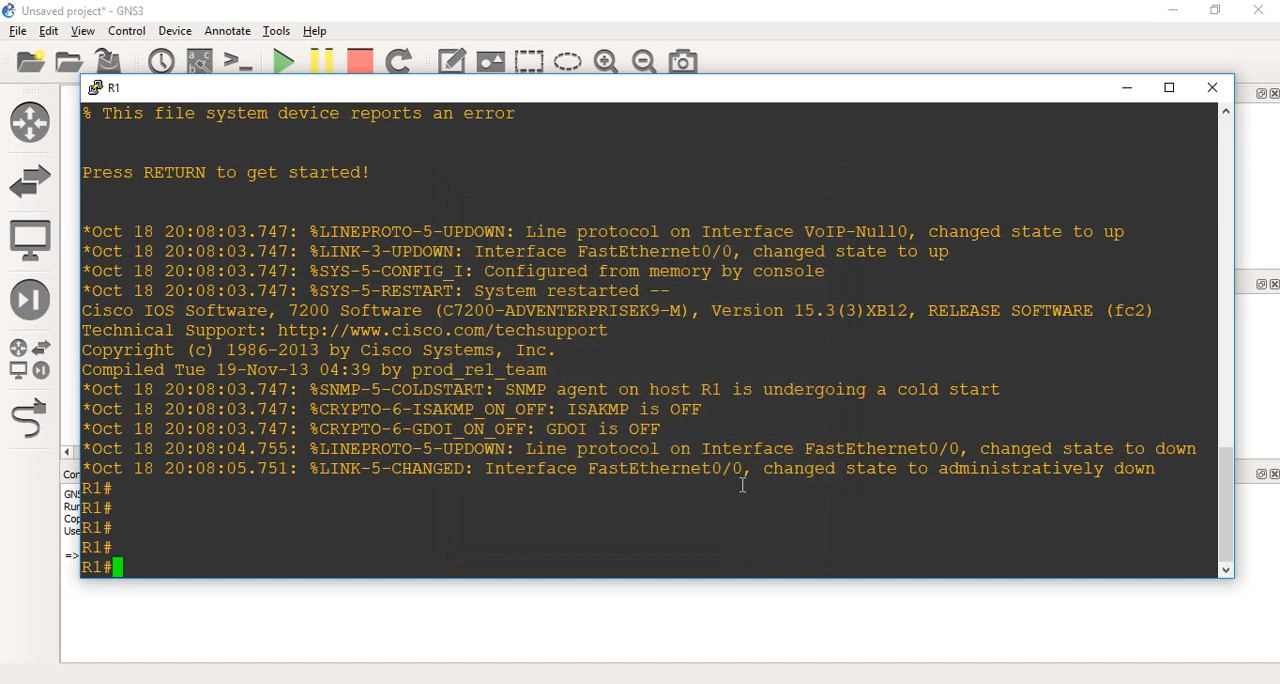 Unsaved project* - GNS3
File Edit View Control Device Annotate Tools Help
R1
% This file system device reports an error
Press RETURN to get started!
*Oct 18 20:08:03.747: %LINEPROTO-5-UPDOWN: Line protocol on Interface VoIP-Null0, changed state to up
*Oct 18 20:08:03.747: %LINK-3-UPDOWN: Interface FastEthernet0/0, changed state to up
*Oct 18 20:08:03.747: %SYS-5-CONFIG_I: Configured from memory by console
*Oct 18 20:08:03.747: %SYS-5-RESTART: System restarted --
Cisco IOS Software, 7200 Software (C7200-ADVENTERPRISEK9-M), Version 15.3(3)XB12, RELEASE SOFTWARE (fc2)
Technical Support: http://www.cisco.com/techsupport
Copyright (c) 1986-2013 by Cisco Systems, Inc.
Compiled Tue 19-Nov-13 04:39 by prod_rel_team
*Oct 18 20:08:03.747: %SNMP-5-COLDSTART: SNMP agent on host R1 is undergoing a cold start
*Oct 18 20:08:03.747: %CRYPTO-6-ISAKMP_ON_OFF: ISAKMP is OFF
*Oct 18 20:08:03.747: %CRYPTO-6-GDOI_ON_OFF: GDOI is OFF
*Oct 18 20:08:04.755: %LINEPROTO-5-UPDOWN: Line protocol on Interface FastEthernet0/0, changed state to down
*Oct 18 20:08:05.751: %LINK-5-CHANGED: Interface FastEthernet0/0, changed state to administratively down
R1#
R1#
R1#
R1#
R1#
Con
GNS
Run
Cop
Use
=>